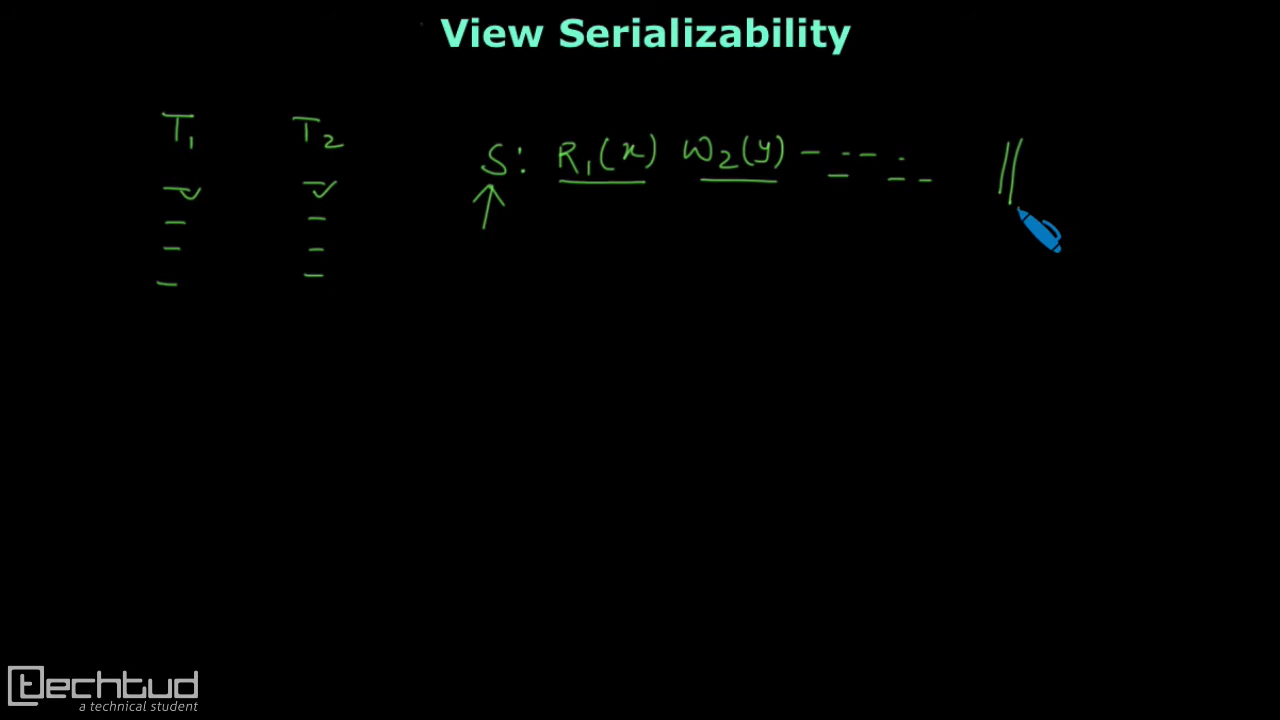 View Serializability
T₁ T₂ S: R₁(x) W₂(y) - - - - - - -
techtud
a technical student